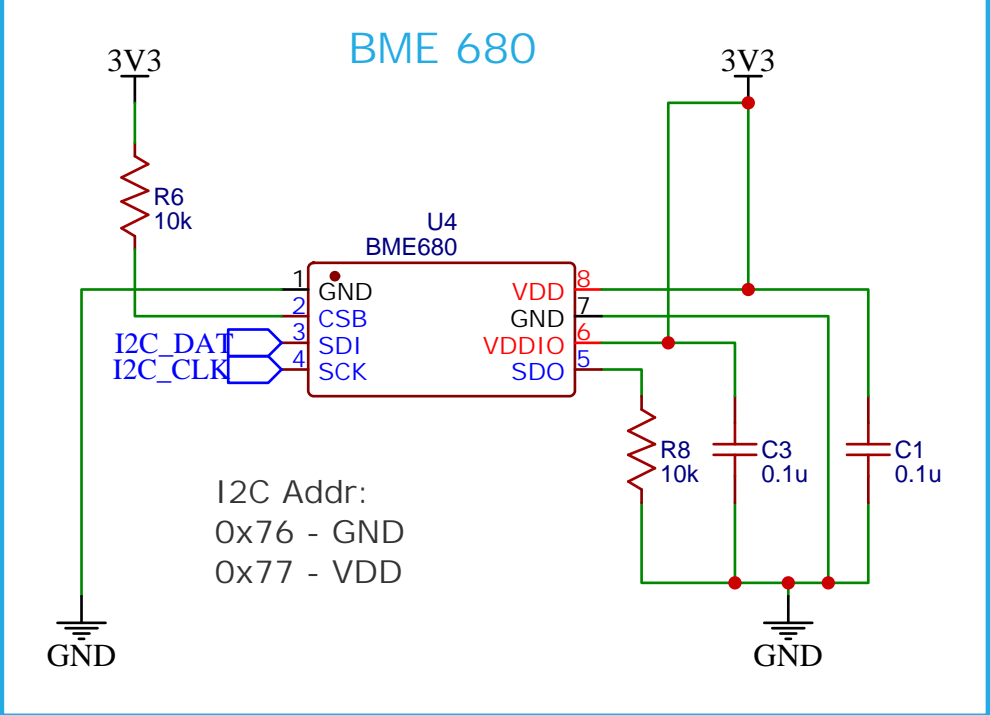 BME 680
3V3
3V3
R6
10k
U4
BME680
1
GND
2
CSB
3
SDI
4
SCK
I2C_DAT
I2C_CLK
8
VDD
7
GND
6
VDDIO
5
SDO
R8
10k
C3
0.1u
C1
0.1u
I2C Addr:
0x76 - GND
0x77 - VDD
GND
GND